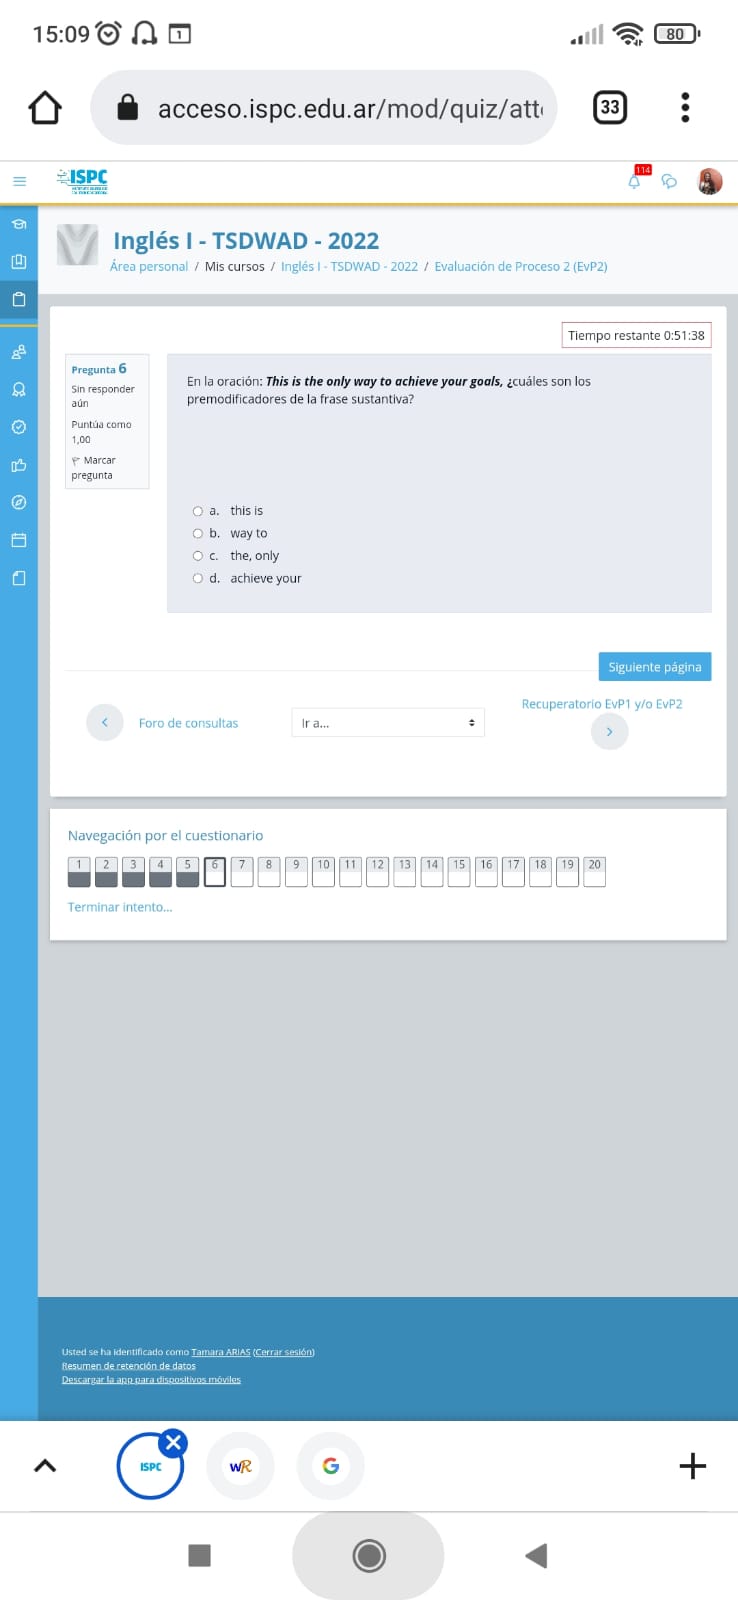 15:09
1
80
acceso.ispc.edu.ar/mod/quiz/att
33
ISPC
114
Inglés I - TSDWAD - 2022
Área personal / Mis cursos / Inglés I - TSDWAD - 2022 / Evaluación de Proceso 2 (EvP2)
Tiempo restante 0:51:38
Pregunta 6
Sin responder
aún
Puntúa como
1,00
Marcar
pregunta
En la oración: This is the only way to achieve your goals, ¿cuáles son los
premodificadores de la frase sustantiva?
a. this is
b. way to
c. the, only
d. achieve your
Siguiente página
Foro de consultas
Ir a...
Recuperatorio EvP1 y/o EvP2
Navegación por el cuestionario
1 2 3 4 5 6 7 8 9 10 11 12 13 14 15 16 17 18 19 20
Terminar intento...
Usted se ha identificado como Tamara ARIAS (Cerrar sesión)
Resumen de retención de datos
Descargar la app para dispositivos móviles
ISPC
WR
G